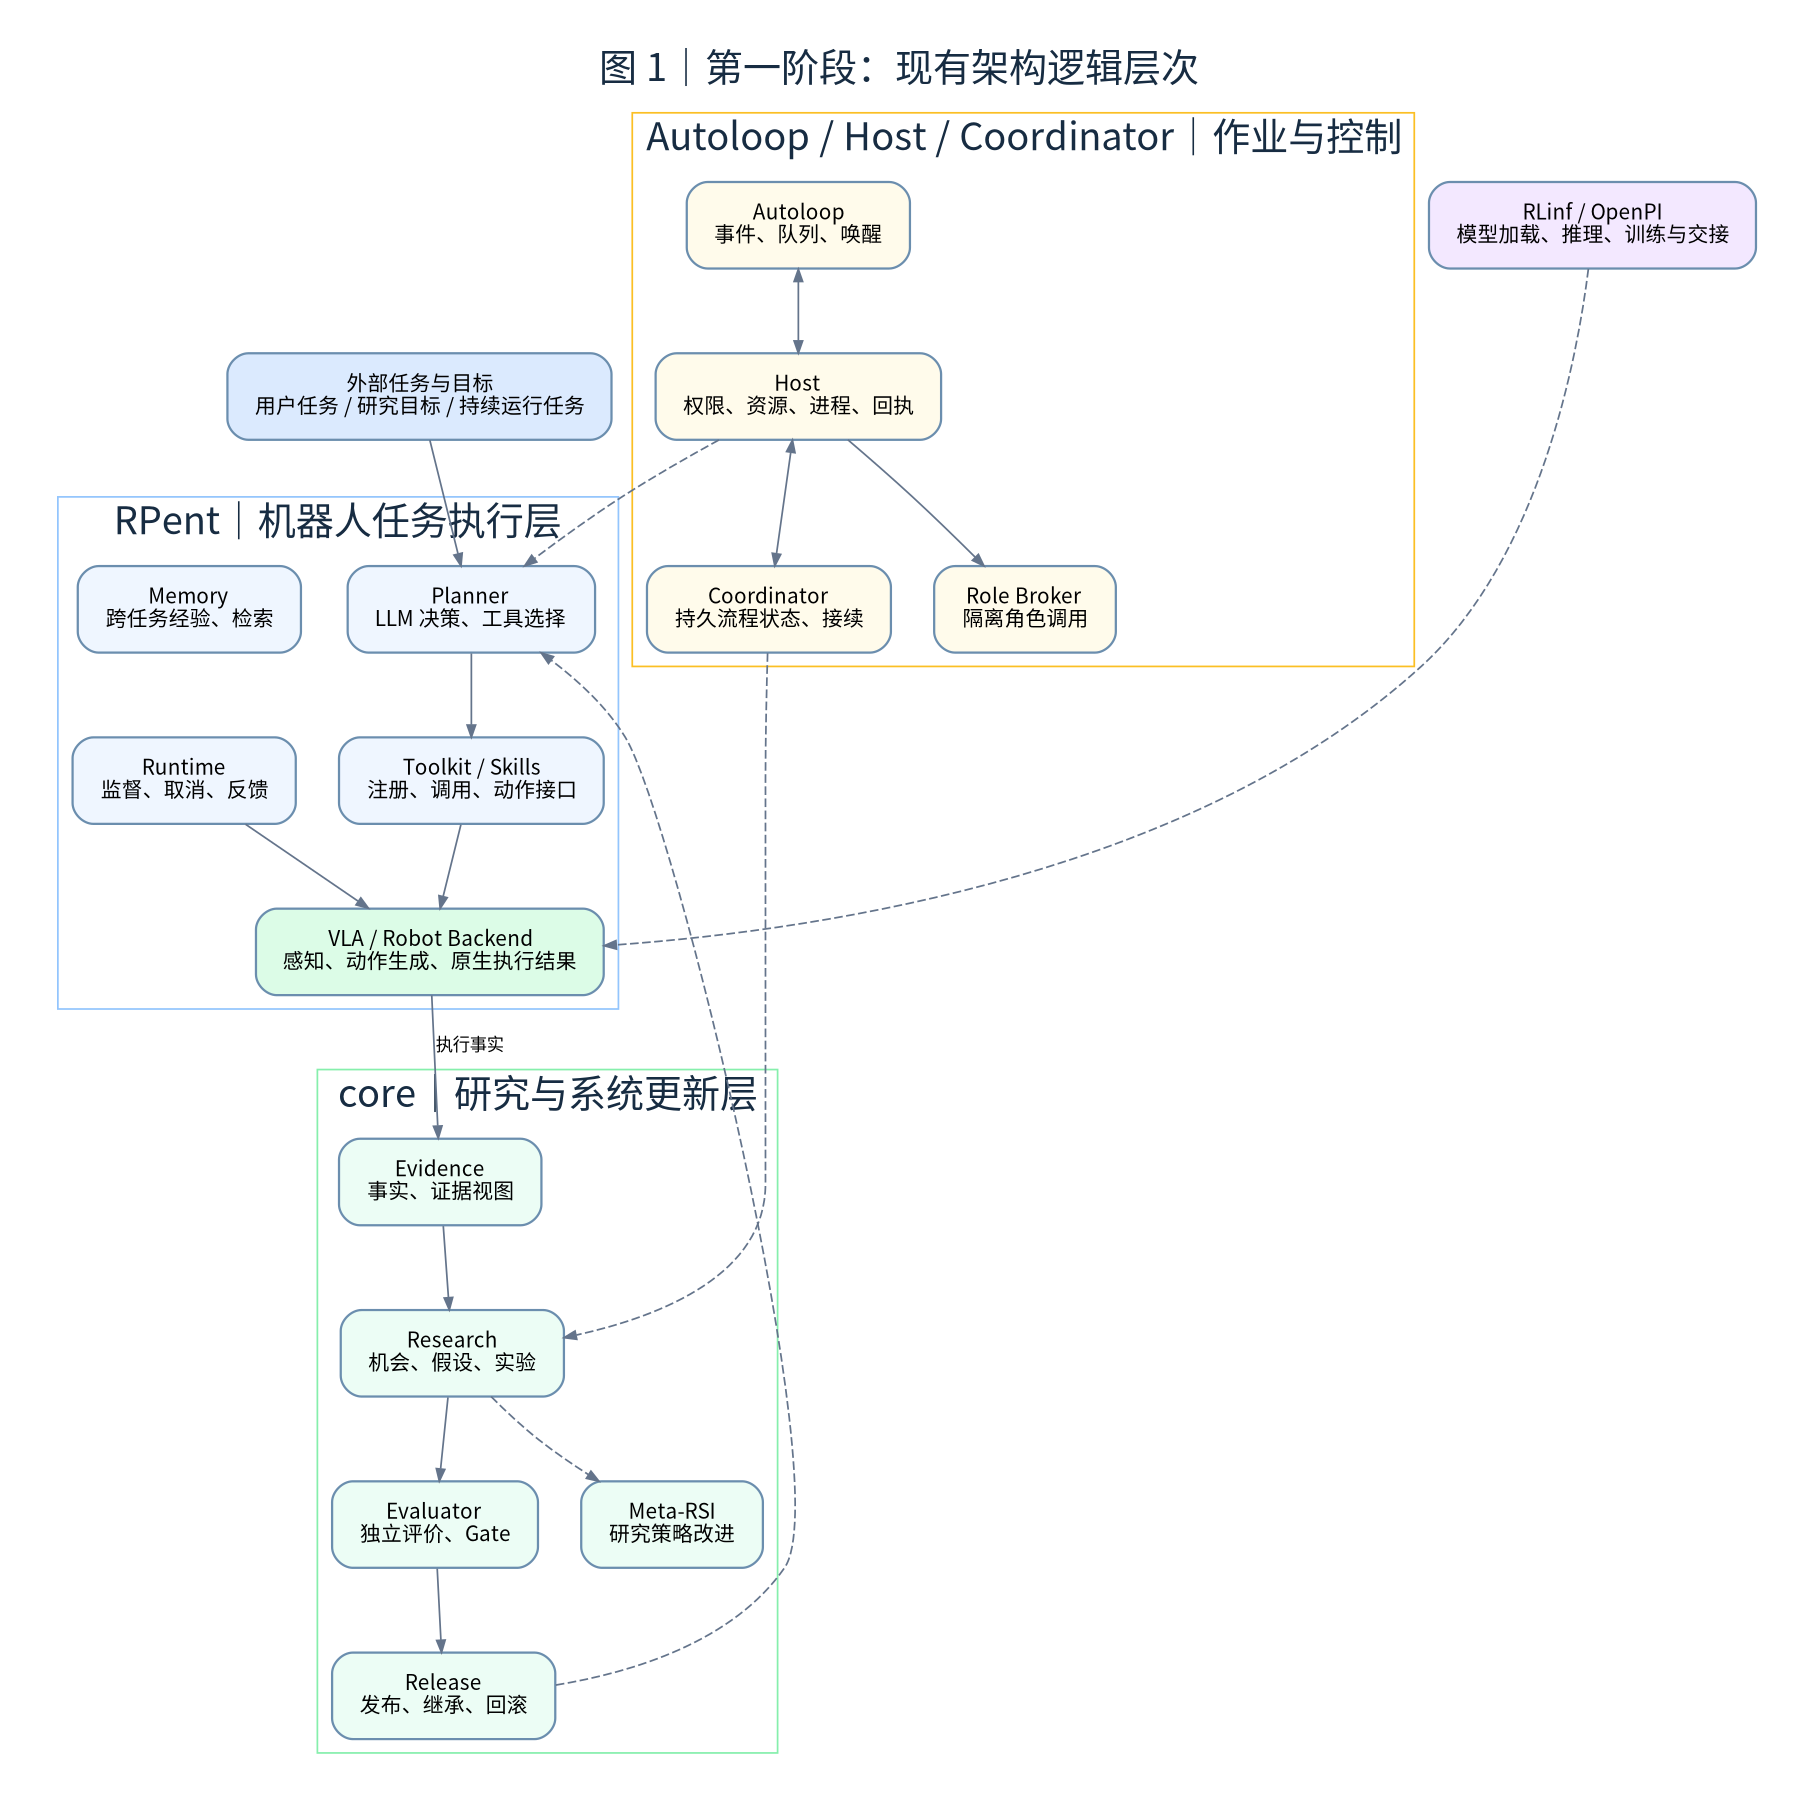 图 1｜第一阶段：现有架构逻辑层次
Autoloop / Host / Coordinator｜作业与控制
Autoloop
事件、队列、唤醒
RLinf / OpenPI
模型加载、推理、训练与交接
外部任务与目标
用户任务 / 研究目标 / 持续运行任务
Host
权限、资源、进程、回执
RPent｜机器人任务执行层
Memory
跨任务经验、检索
Planner
LLM 决策、工具选择
Coordinator
持久流程状态、接续
Role Broker
隔离角色调用
Runtime
监督、取消、反馈
Toolkit / Skills
注册、调用、动作接口
VLA / Robot Backend
感知、动作生成、原生执行结果
执行事实
core｜研究与系统更新层
Evidence
事实、证据视图
Research
机会、假设、实验
Evaluator
独立评价、Gate
Meta-RSI
研究策略改进
Release
发布、继承、回滚